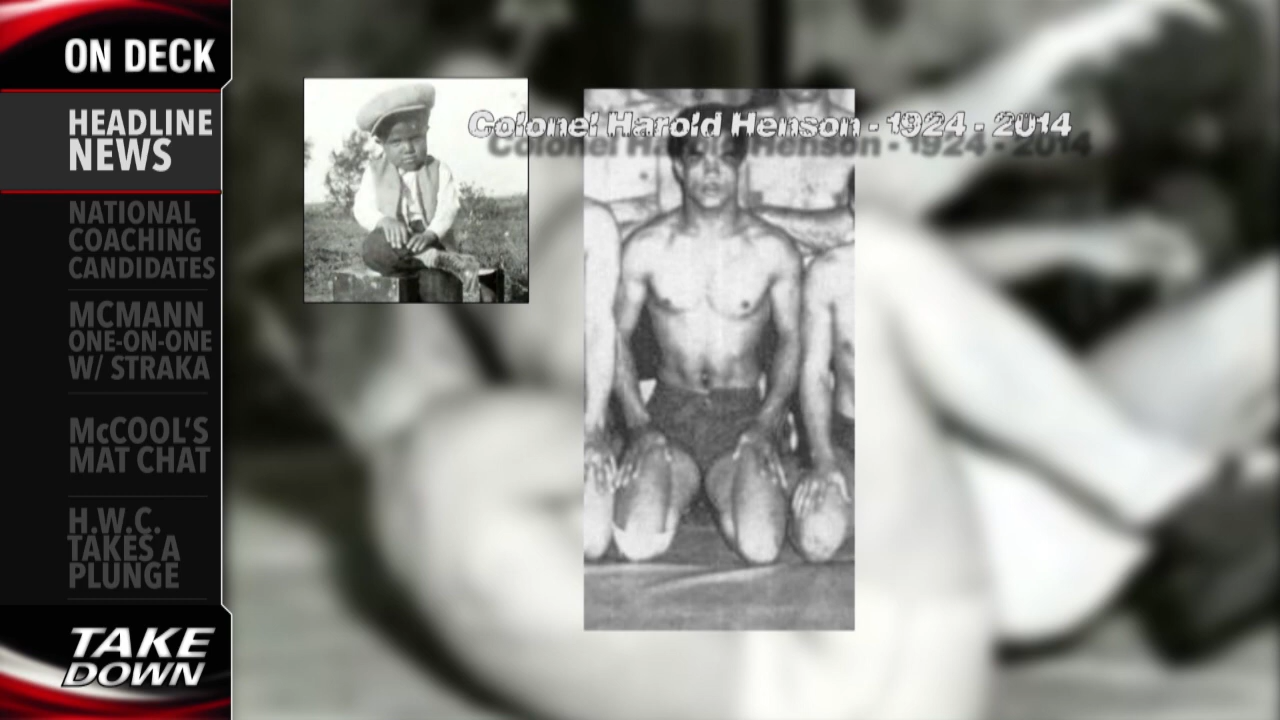 ON DECK
HEADLINE
NEWS
NATIONAL
COACHING
CANDIDATES
MCMANN
ONE-ON-ONE
W/ STRAKA
McCOOL'S
MAT CHAT
H.W.C.
TAKES A
PLUNGE
TAKE
DOWN
Colonel Harold Henson - 1924 - 2014